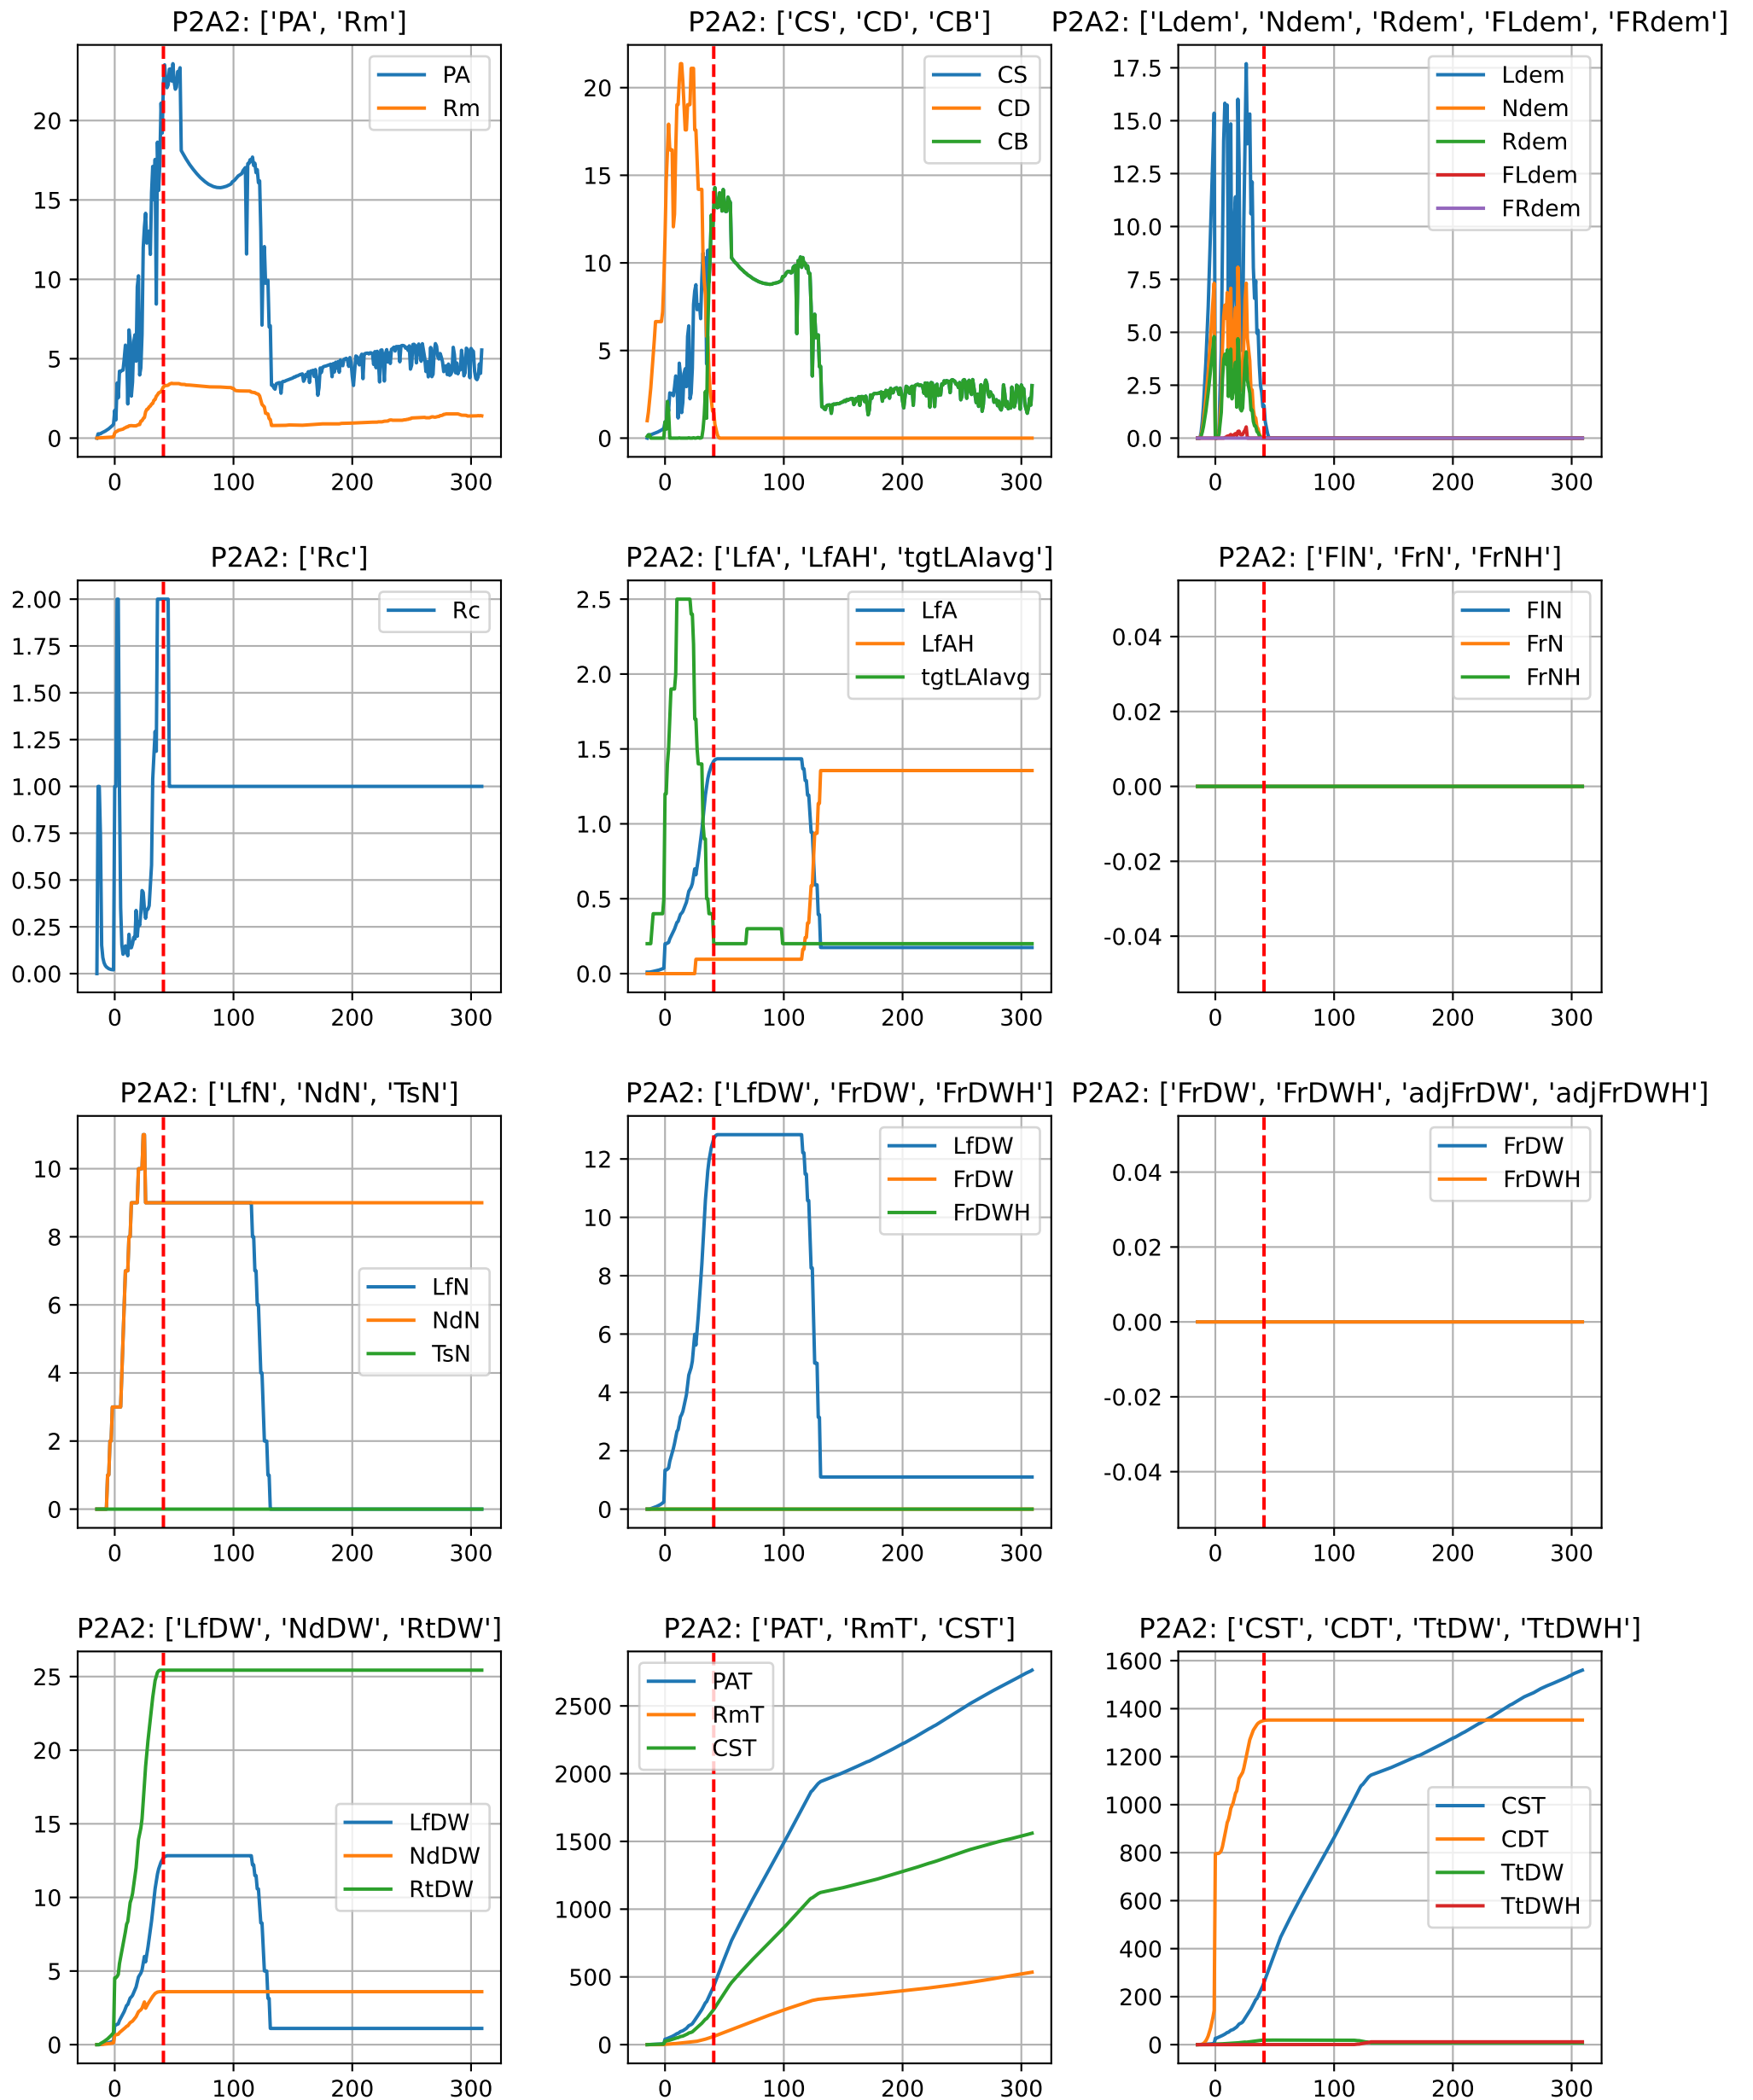 P2A2: ['PA', 'Rm']
PA
Rm
20
15
10
5
0
0 100 200 300
P2A2: ['CS', 'CD', 'CB']
CS
CD
CB
20
15
10
5
0
0 100 200 300
P2A2: ['Ldem', 'Ndem', 'Rdem', 'FLdem', 'FRdem']
Ldem
Ndem
Rdem
FLdem
FRdem
17.5
15.0
12.5
10.0
7.5
5.0
2.5
0.0
0 100 200 300
P2A2: ['Rc']
Rc
2.00
1.75
1.50
1.25
1.00
0.75
0.50
0.25
0.00
0 100 200 300
P2A2: ['LfA', 'LfAH', 'tgtLAIavg']
LfA
LfAH
tgtLAIavg
2.5
2.0
1.5
1.0
0.5
0.0
0 100 200 300
P2A2: ['FlN', 'FrN', 'FrNH']
FlN
FrN
FrNH
0.04
0.02
0.00
-0.02
-0.04
0 100 200 300
P2A2: ['LfN', 'NdN', 'TsN']
LfN
NdN
TsN
10
8
6
4
2
0
0 100 200 300
P2A2: ['LfDW', 'FrDW', 'FrDWH']
LfDW
FrDW
FrDWH
12
10
8
6
4
2
0
0 100 200 300
P2A2: ['FrDW', 'FrDWH', 'adjFrDW', 'adjFrDWH']
FrDW
FrDWH
0.04
0.02
0.00
-0.02
-0.04
0 100 200 300
P2A2: ['LfDW', 'NdDW', 'RtDW']
LfDW
NdDW
RtDW
25
20
15
10
5
0
0 100 200 300
P2A2: ['PAT', 'RmT', 'CST']
PAT
RmT
CST
2500
2000
1500
1000
500
0
0 100 200 300
P2A2: ['CST', 'CDT', 'TtDW', 'TtDWH']
CST
CDT
TtDW
TtDWH
1600
1400
1200
1000
800
600
400
200
0
0 100 200 300